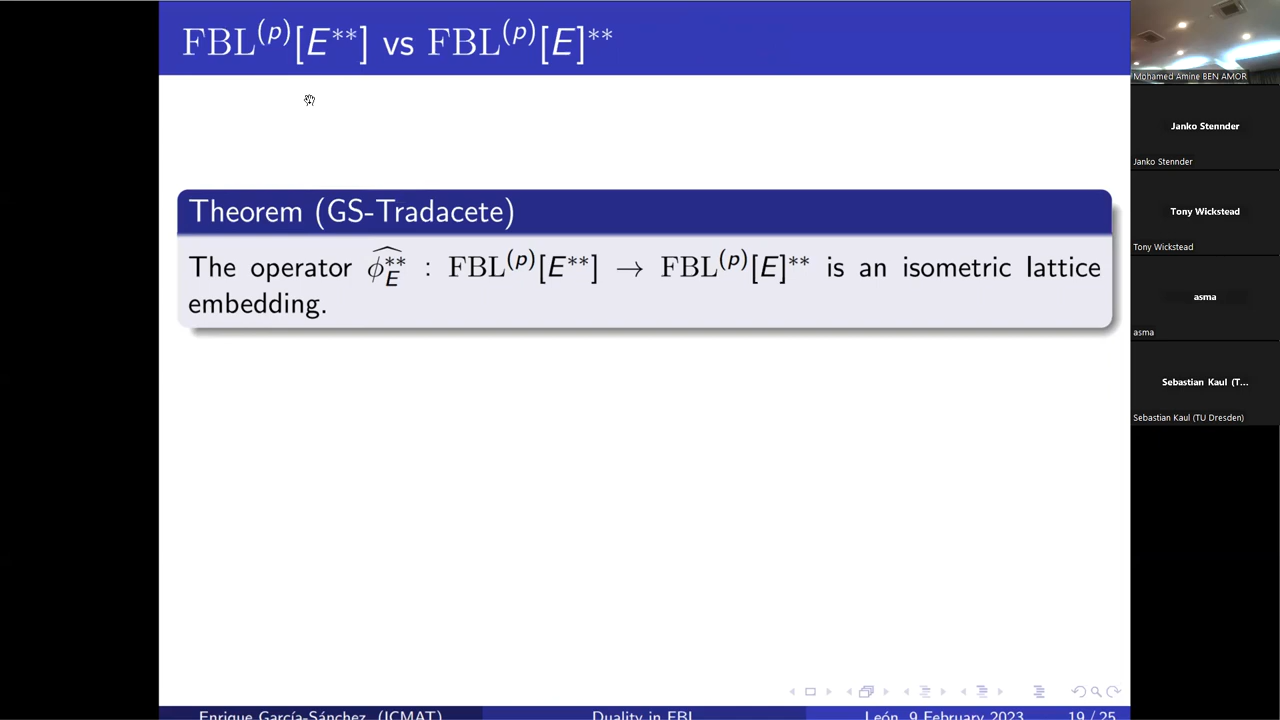 FBL^(p)[E**] vs FBL^(p)[E]**
Theorem (GS-Tradacete)
The operator \widehat{ϕ_E^{**}} : FBL^(p)[E**] → FBL^(p)[E]** is an isometric lattice
embedding.
Enrique García-Sánchez (ICMAT)
Duality in FBL
León, 9 February 2023
19 / 25
Mohamed Amine BEN AMOR
Janko Stennder
Janko Stennder
Tony Wickstead
Tony Wickstead
asma
asma
Sebastian Kaul (T...
Sebastian Kaul (TU Dresden)